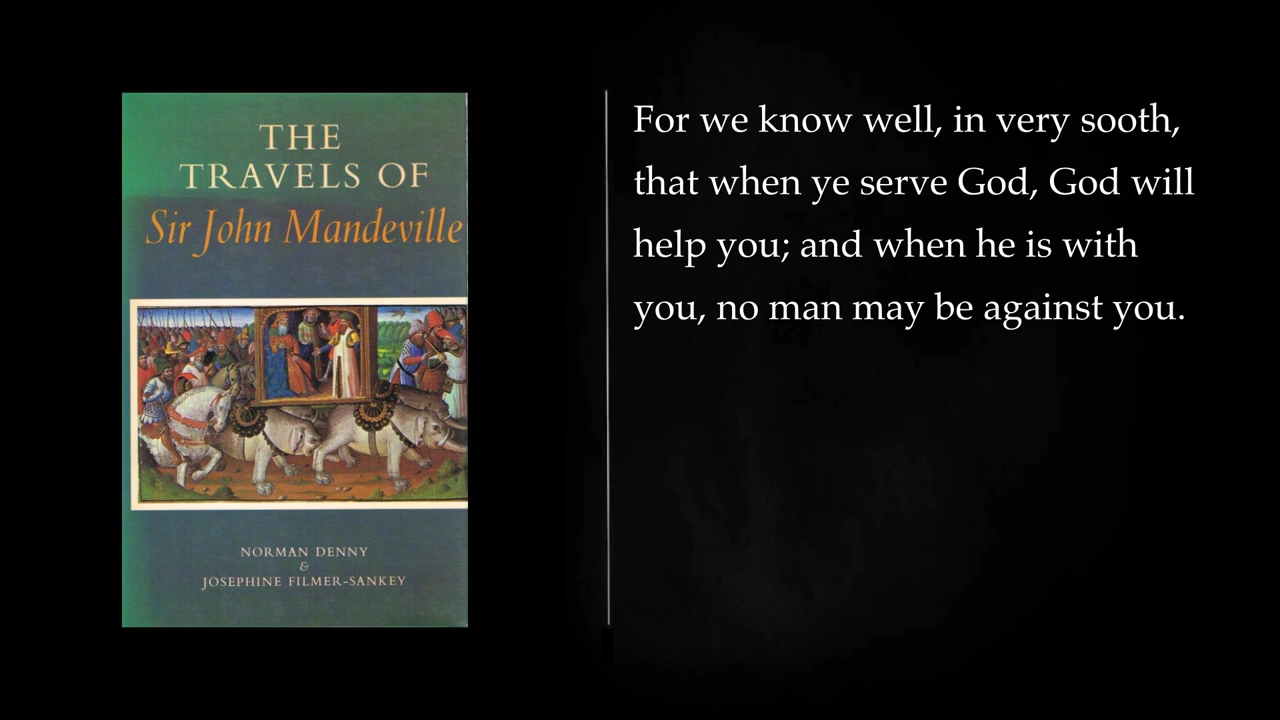 THE
TRAVELS OF
Sir John Mandeville
NORMAN DENNY
&
JOSEPHINE FILMER-SANKEY
For we know well, in very sooth,
that when ye serve God, God will
help you; and when he is with
you, no man may be against you.